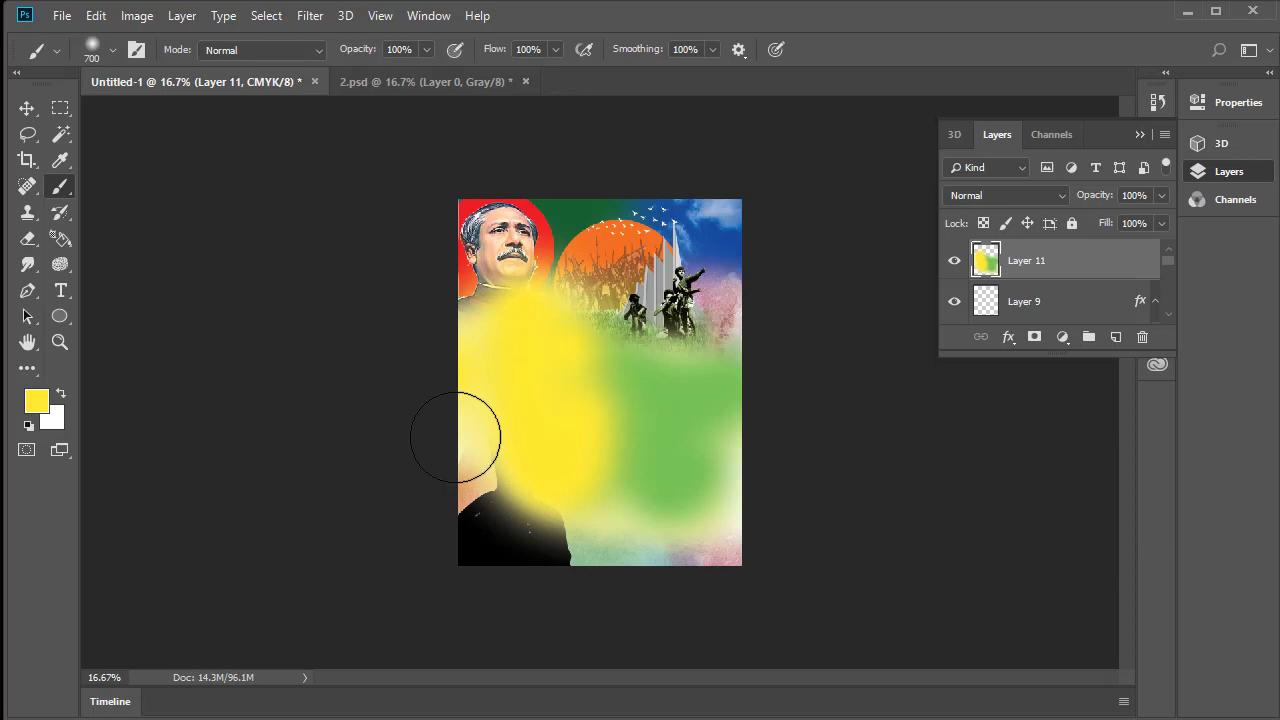 Ps File Edit Image Layer Type Select Filter 3D View Window Help
700 Mode: Normal Opacity: 100% Flow: 100% Smoothing: 100%
Untitled-1 @ 16.7% (Layer 11, CMYK/8) * 2.psd @ 16.7% (Layer 0, Gray/8) *
Properties
3D
Layers
Channels
3D Layers Channels
Kind
Normal Opacity: 100%
Lock: Fill: 100%
Layer 11
Layer 9 fx
fx
16.67% Doc: 14.3M/96.1M
Timeline